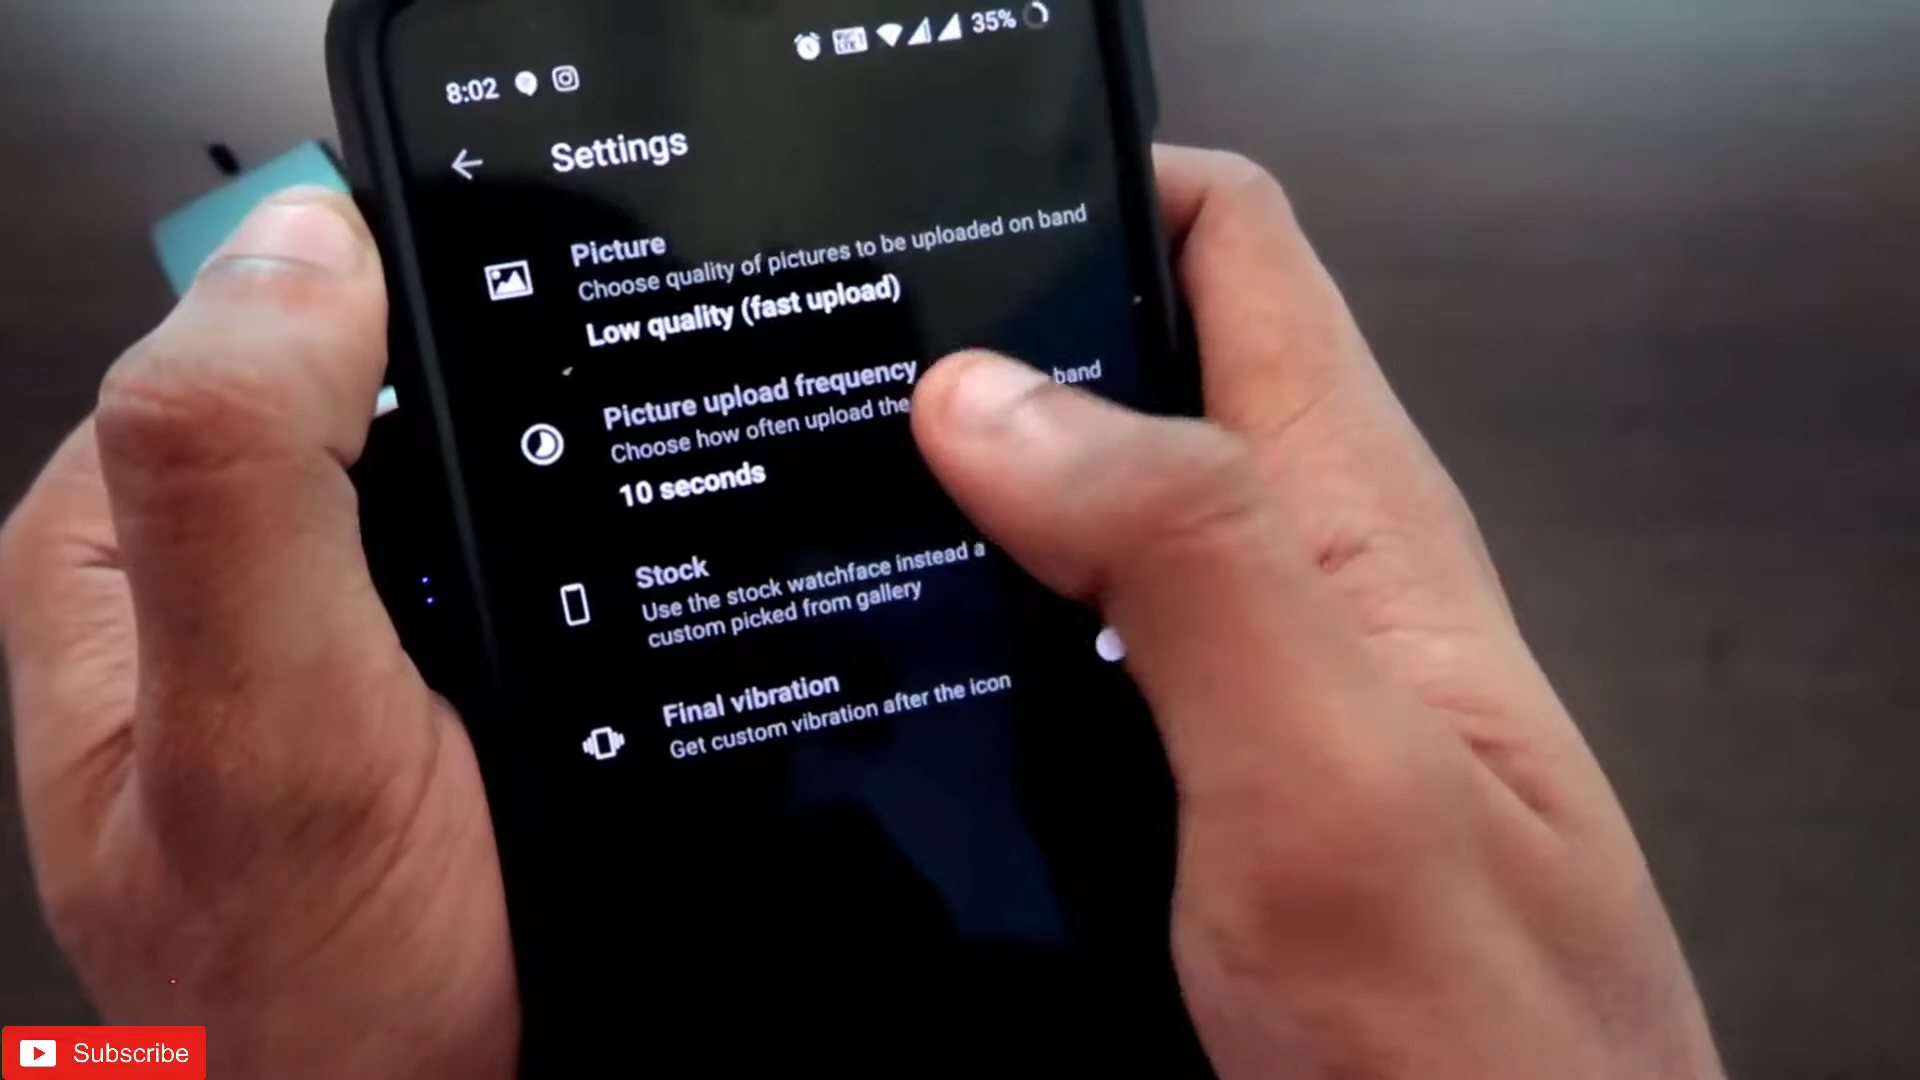 8:02
35%
Settings
Picture
Choose quality of pictures to be uploaded on band
Low quality (fast upload)
Picture upload frequency
Choose how often upload the band
10 seconds
Stock
Use the stock watchface instead a
custom picked from gallery
Final vibration
Get custom vibration after the icon
Subscribe